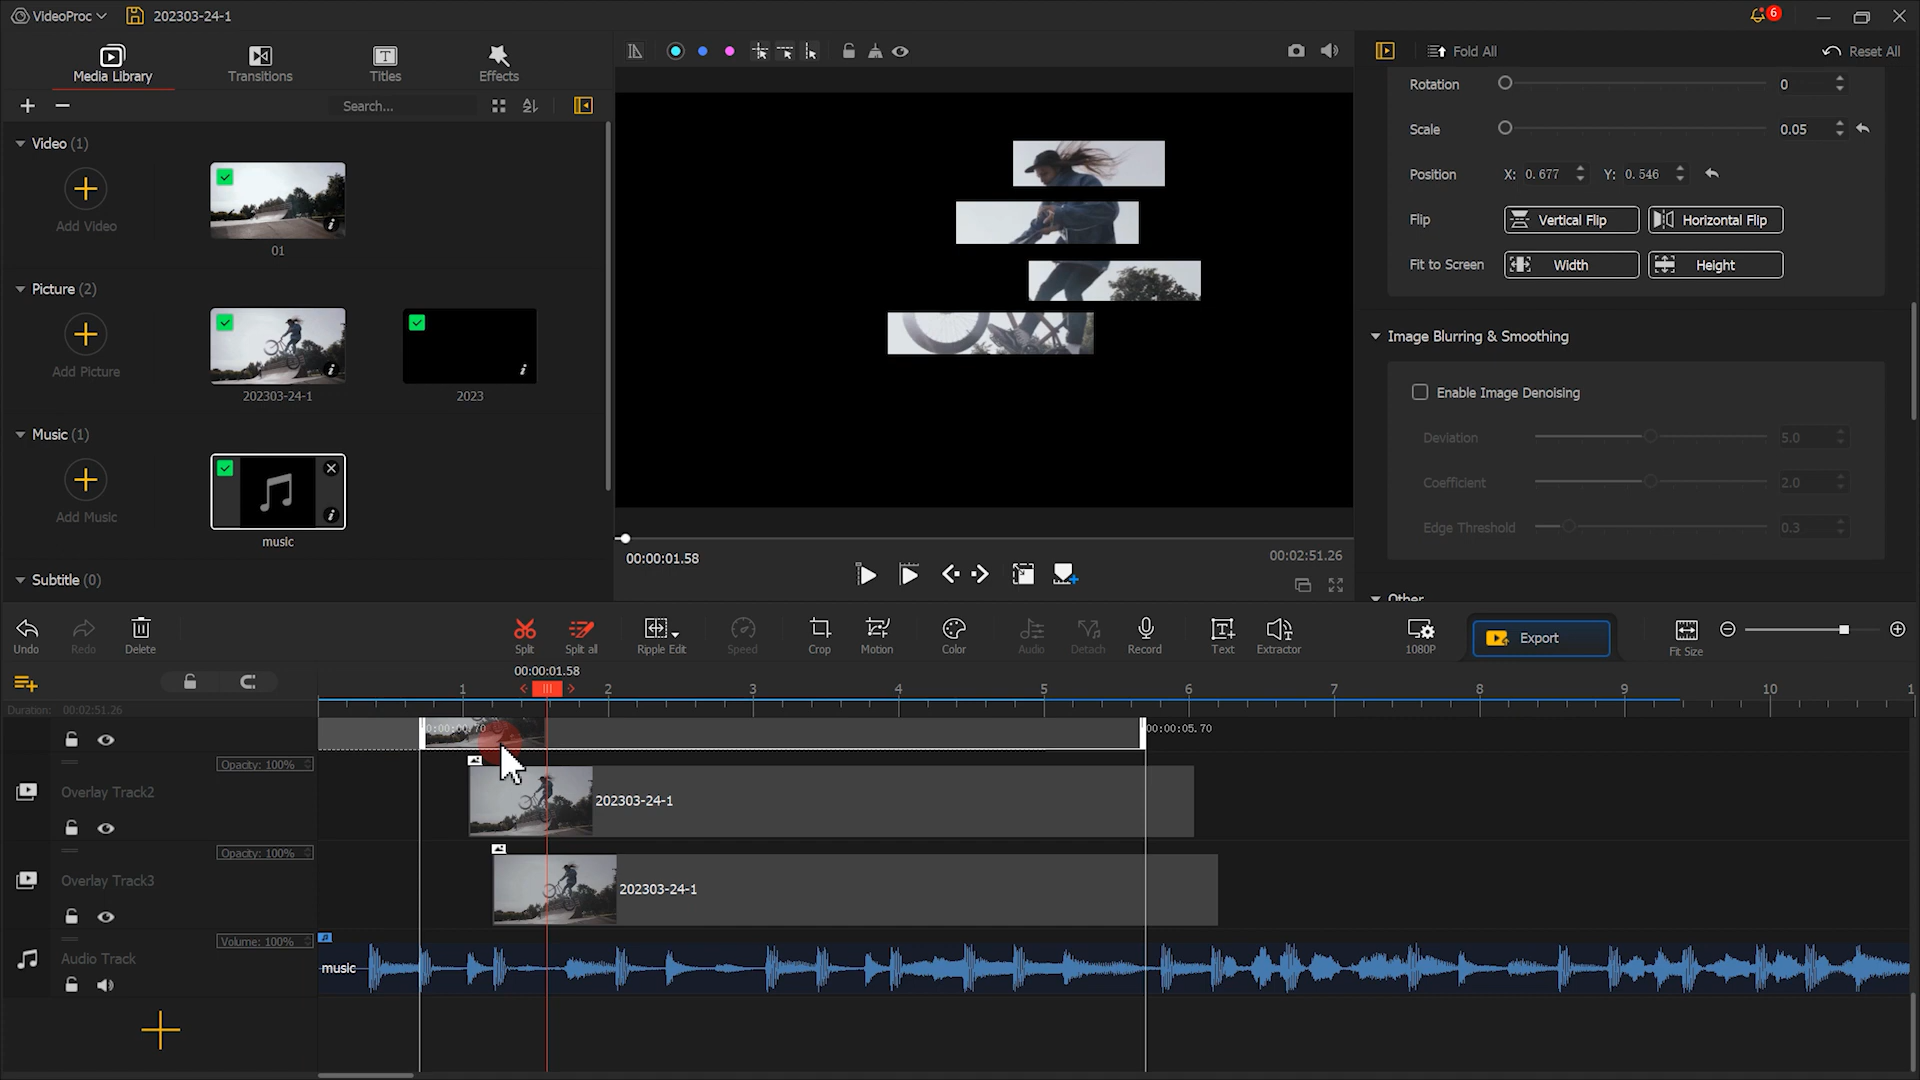 VideoProc
202303-24-1
6
Media Library
Transitions
Titles
Effects
Fold All
Reset All
Search...
Rotation
0
Scale
0.05
Position
X: 0.677
Y: 0.546
Flip
Vertical Flip
Horizontal Flip
Fit to Screen
Width
Height
Video (1)
Add Video
01
Picture (2)
Add Picture
202303-24-1
2023
Music (1)
Add Music
music
Subtitle (0)
Image Blurring & Smoothing
Enable Image Denoising
Deviation
5.0
Coefficient
2.0
Edge Threshold
0.3
Other
00:00:01.58
00:02:51.26
Undo
Redo
Delete
Split
Split all
Ripple Edit
Speed
Crop
Motion
Color
Audio
Detach
Record
Text
Extractor
1080P
Export
Fit Size
00:00:01.58
1 2 3 4 5 6 7 8 9 10 1
Duration: 00:02:51.26
00:00:05.70
Opacity: 100%
Overlay Track2
202303-24-1
Opacity: 100%
Overlay Track3
202303-24-1
Volume: 100%
Audio Track
music